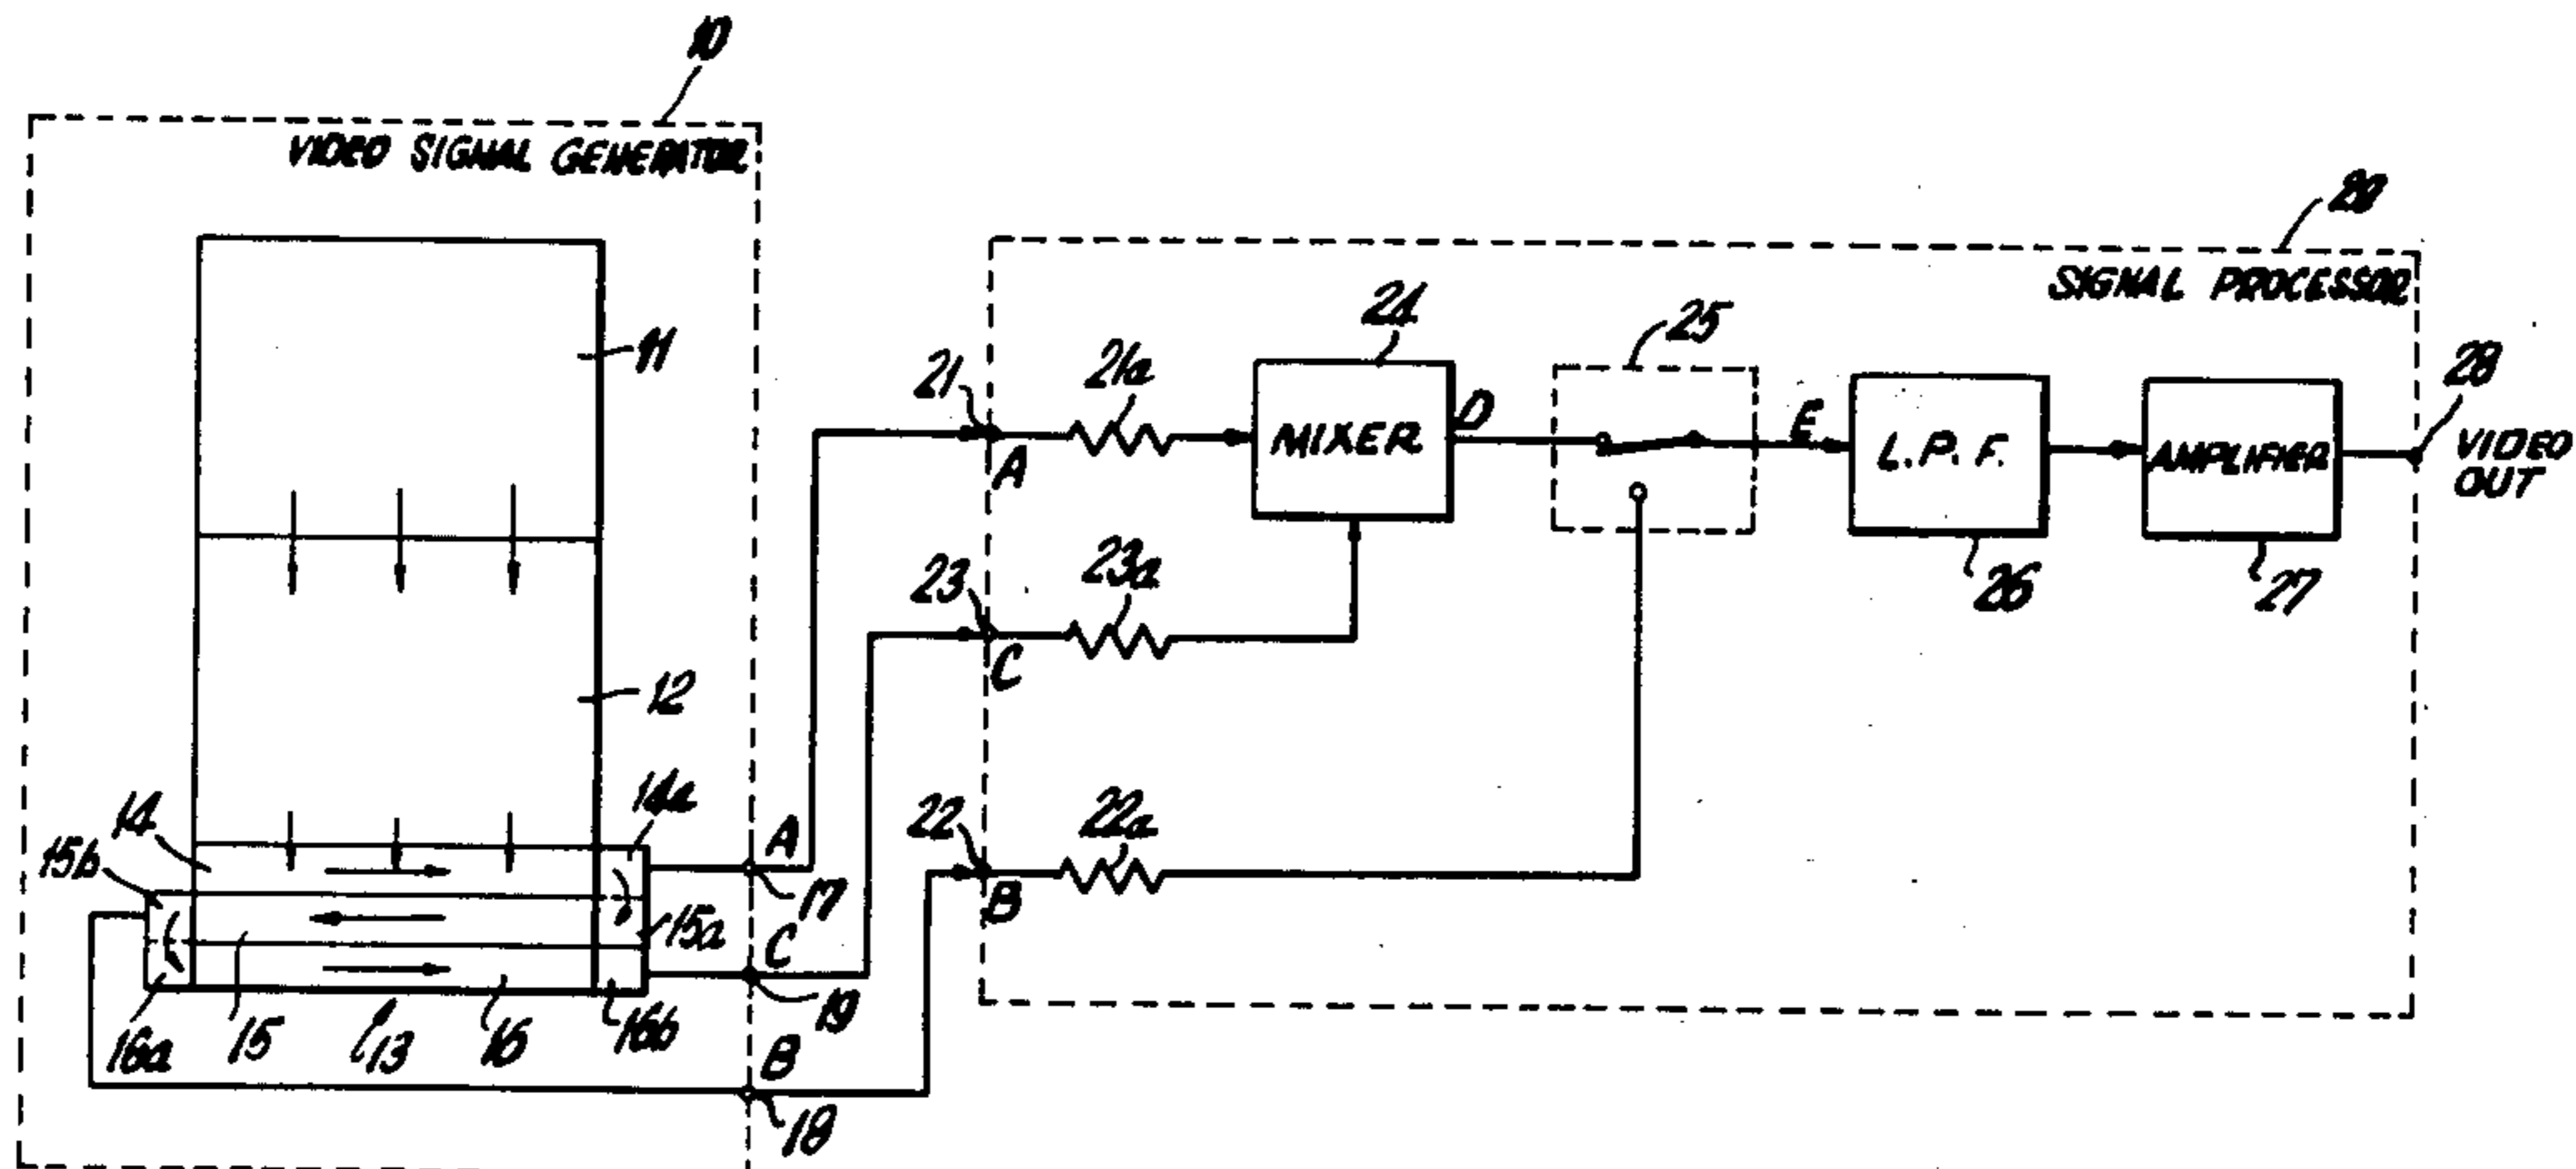 10
VIDEO SIGNAL GENERATOR
20
SIGNAL PROCESSOR
11
21
21a
24
25
28
A
MIXER
D
E
L.P.F.
AMPLIFIER
VIDEO
OUT
23
23a
26
27
C
12
14
14a
15b
22
22a
A
17
B
15a
C
16a
15
13
16
16b
19
B
18